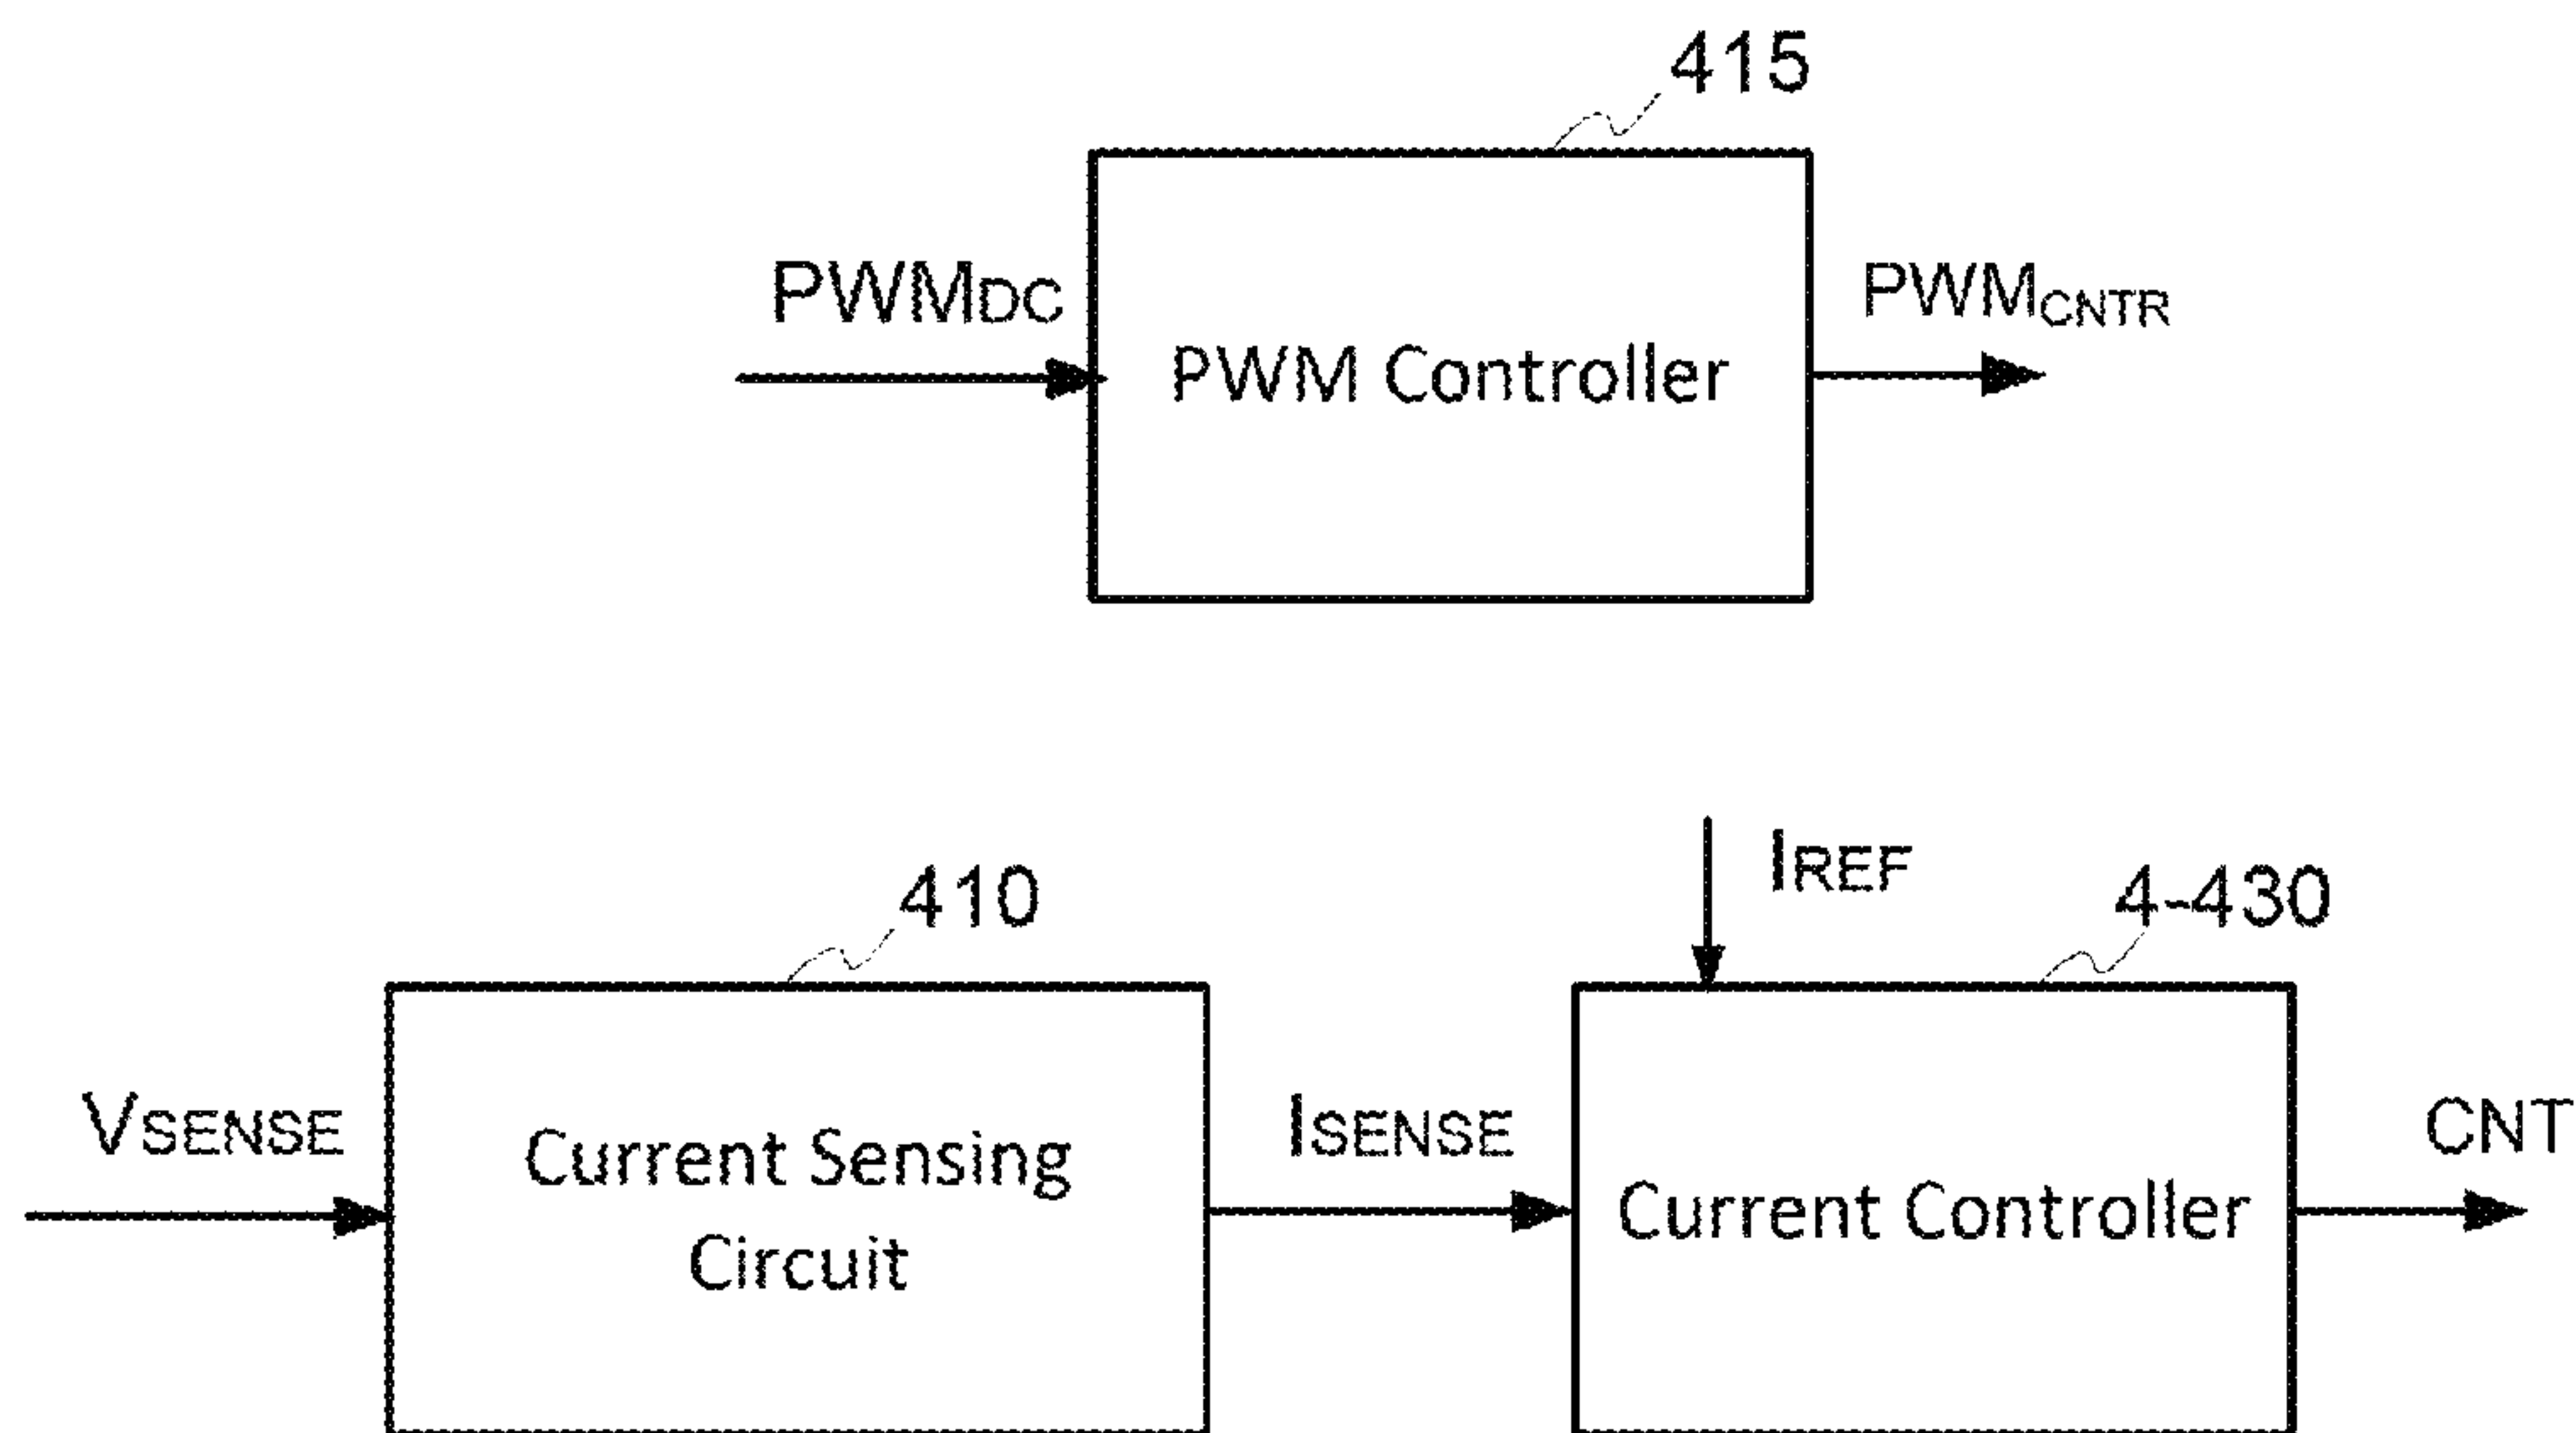 415
PWMDC
PWM Controller
PWMCNTR
410
IREF
4-430
VSENSE
Current Sensing
Circuit
ISENSE
Current Controller
CNT